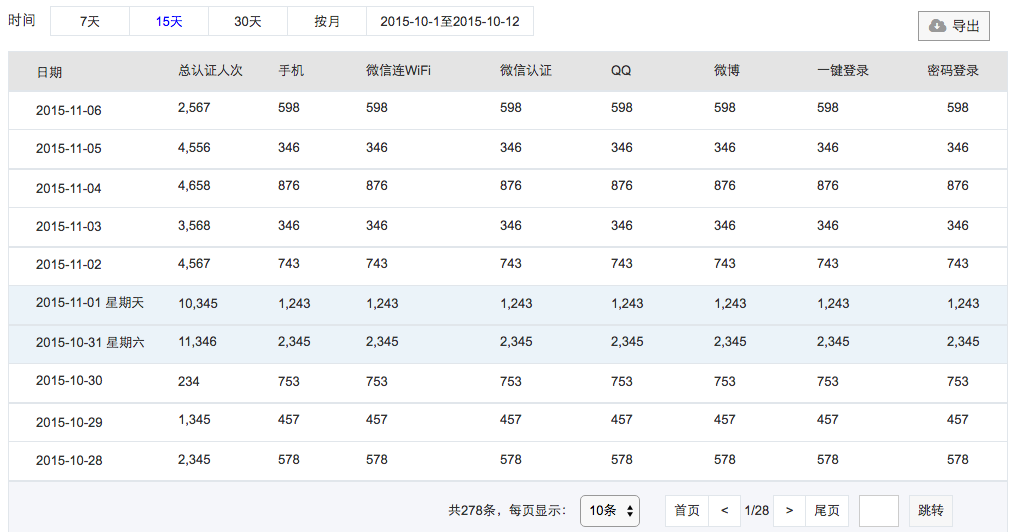 时间 7天 15天 30天 按月 2015-10-1至2015-10-12 导出
日期 总认证人次 手机 微信连WiFi 微信认证 QQ 微博 一键登录 密码登录
2015-11-06 2,567 598 598 598 598 598 598 598
2015-11-05 4,556 346 346 346 346 346 346 346
2015-11-04 4,658 876 876 876 876 876 876 876
2015-11-03 3,568 346 346 346 346 346 346 346
2015-11-02 4,567 743 743 743 743 743 743 743
2015-11-01 星期天 10,345 1,243 1,243 1,243 1,243 1,243 1,243 1,243
2015-10-31 星期六 11,346 2,345 2,345 2,345 2,345 2,345 2,345 2,345
2015-10-30 234 753 753 753 753 753 753 753
2015-10-29 1,345 457 457 457 457 457 457 457
2015-10-28 2,345 578 578 578 578 578 578 578
共278条，每页显示： 10条 首页 < 1/28 > 尾页 跳转